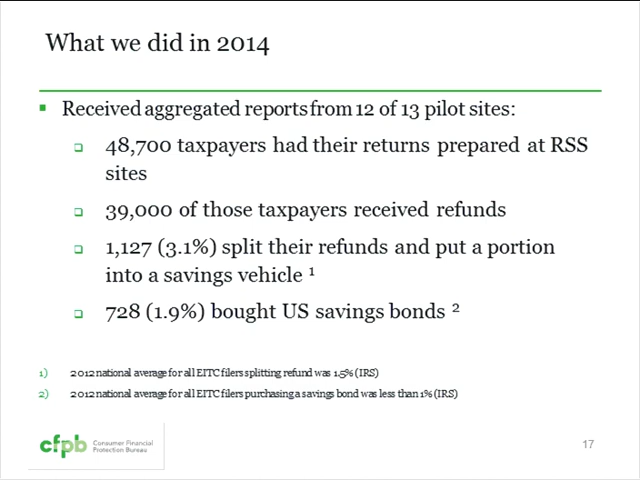 What we did in 2014
Received aggregated reports from 12 of 13 pilot sites:
48,700 taxpayers had their returns prepared at RSS
sites
39,000 of those taxpayers received refunds
1,127 (3.1%) split their refunds and put a portion
into a savings vehicle ¹
728 (1.9%) bought US savings bonds ²
1) 2012 national average for all EITC filers splitting refund was 1.5% (IRS)
2) 2012 national average for all EITC filers purchasing a savings bond was less than 1% (IRS)
cfpb Consumer Financial
Protection Bureau
17